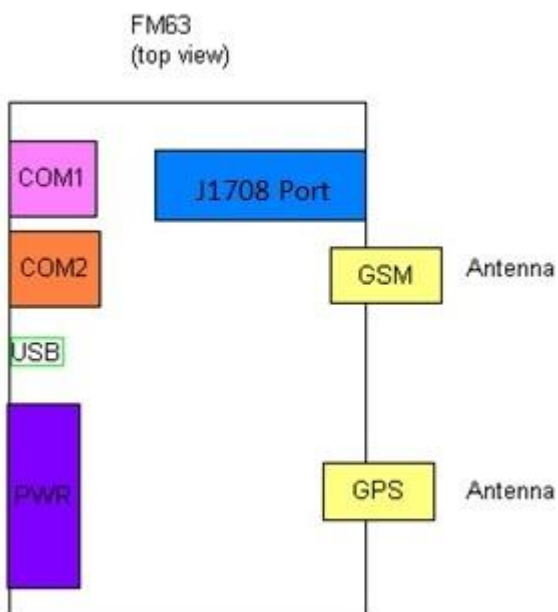 FM63
(top view)
COM1
J1708 Port
COM2
GSM
Antenna
USB
PWR
GPS
Antenna